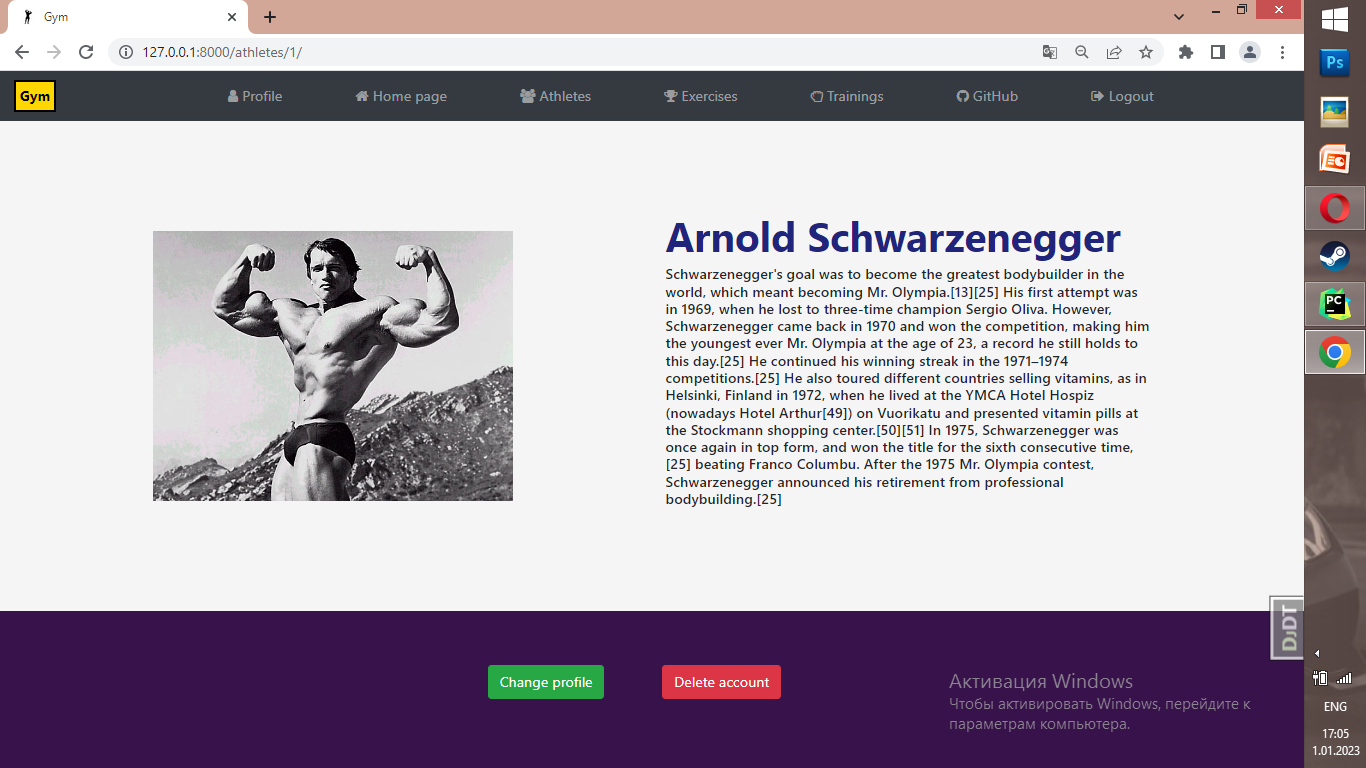 Gym
127.0.0.1:8000/athletes/1/
Gym
Profile
Home page
Athletes
Exercises
Trainings
GitHub
Logout
Arnold Schwarzenegger
Schwarzenegger's goal was to become the greatest bodybuilder in the
world, which meant becoming Mr. Olympia.[13][25] His first attempt was
in 1969, when he lost to three-time champion Sergio Oliva. However,
Schwarzenegger came back in 1970 and won the competition, making him
the youngest ever Mr. Olympia at the age of 23, a record he still holds to
this day.[25] He continued his winning streak in the 1971–1974
competitions.[25] He also toured different countries selling vitamins, as in
Helsinki, Finland in 1972, when he lived at the YMCA Hotel Hospiz
(nowadays Hotel Arthur[49]) on Vuorikatu and presented vitamin pills at
the Stockmann shopping center.[50][51] In 1975, Schwarzenegger was
once again in top form, and won the title for the sixth consecutive time,
[25] beating Franco Columbu. After the 1975 Mr. Olympia contest,
Schwarzenegger announced his retirement from professional
bodybuilding.[25]
DJDT
Change profile
Delete account
Активация Windows
Чтобы активировать Windows, перейдите к
параметрам компьютера.
Ps
PC
ENG
17:05
1.01.2023